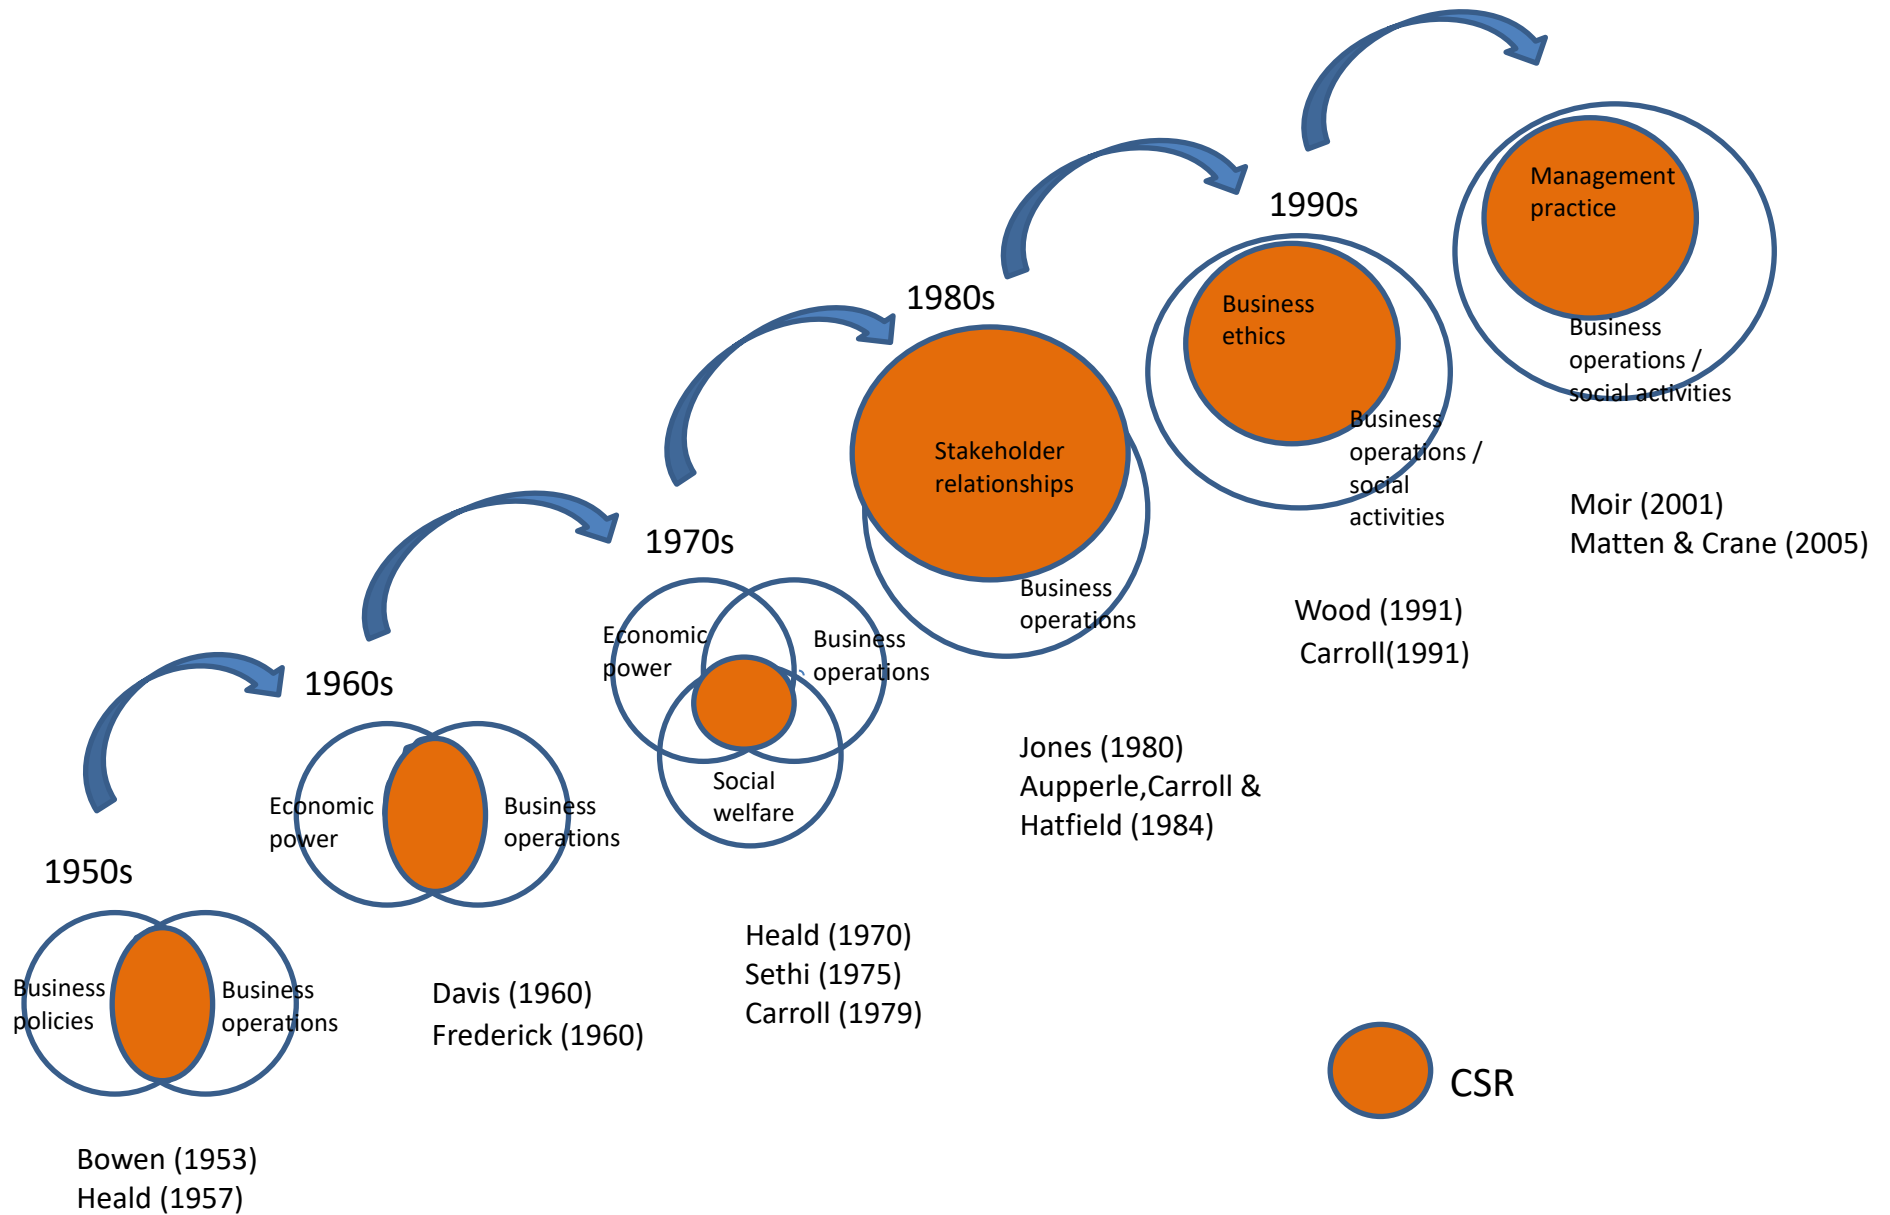 1950s
Business
policies
Business
operations
Bowen (1953)
Heald (1957)
1960s
Economic
power
Business
operations
Davis (1960)
Frederick (1960)
1970s
Economic
power
Business
operations
Social
welfare
Heald (1970)
Sethi (1975)
Carroll (1979)
1980s
Stakeholder
relationships
Business
operations
Jones (1980)
Aupperle,Carroll &
Hatfield (1984)
1990s
Business
ethics
Business
operations /
social
activities
Wood (1991)
Carroll(1991)
Management
practice
Business
operations /
social activities
Moir (2001)
Matten & Crane (2005)
CSR